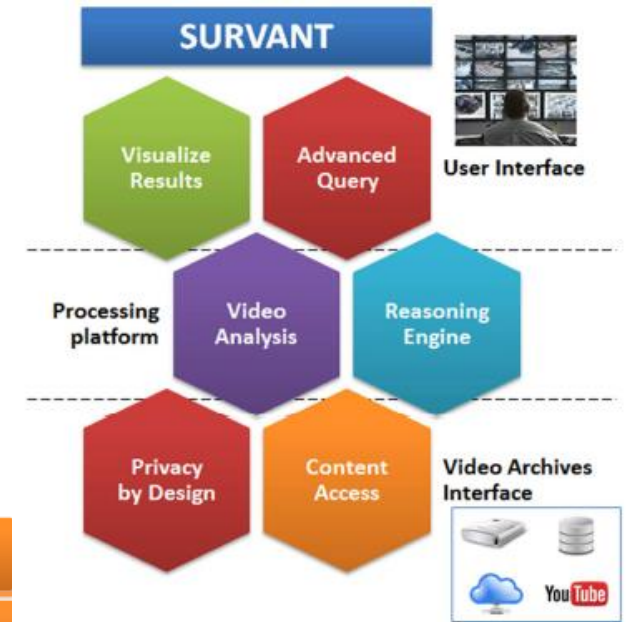 SURVANT
Visualize
Results
Advanced
Query
User Interface
Processing
platform
Video
Analysis
Reasoning
Engine
Privacy
by Design
Content
Access
Video Archives
Interface
YouTube